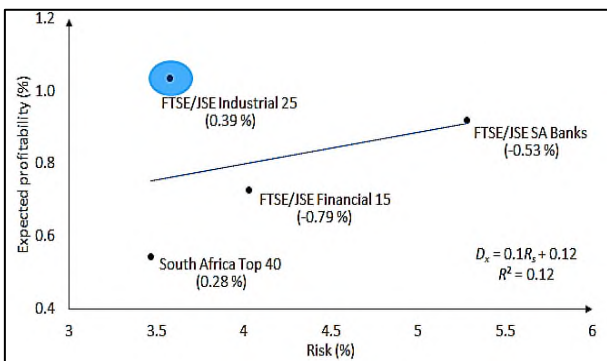 1.2
1.0
0.8
0.6
0.4
Expected profitability (%)
FTSE/JSE Industrial 25
(0.39 %)
FTSE/JSE SA Banks
(-0.53 %)
FTSE/JSE Financial 15
(-0.79 %)
South Africa Top 40
(0.28 %)
Dₓ = 0.1Rₛ + 0.12
R² = 0.12
3 3.5 4 4.5 5 5.5 6
Risk (%)